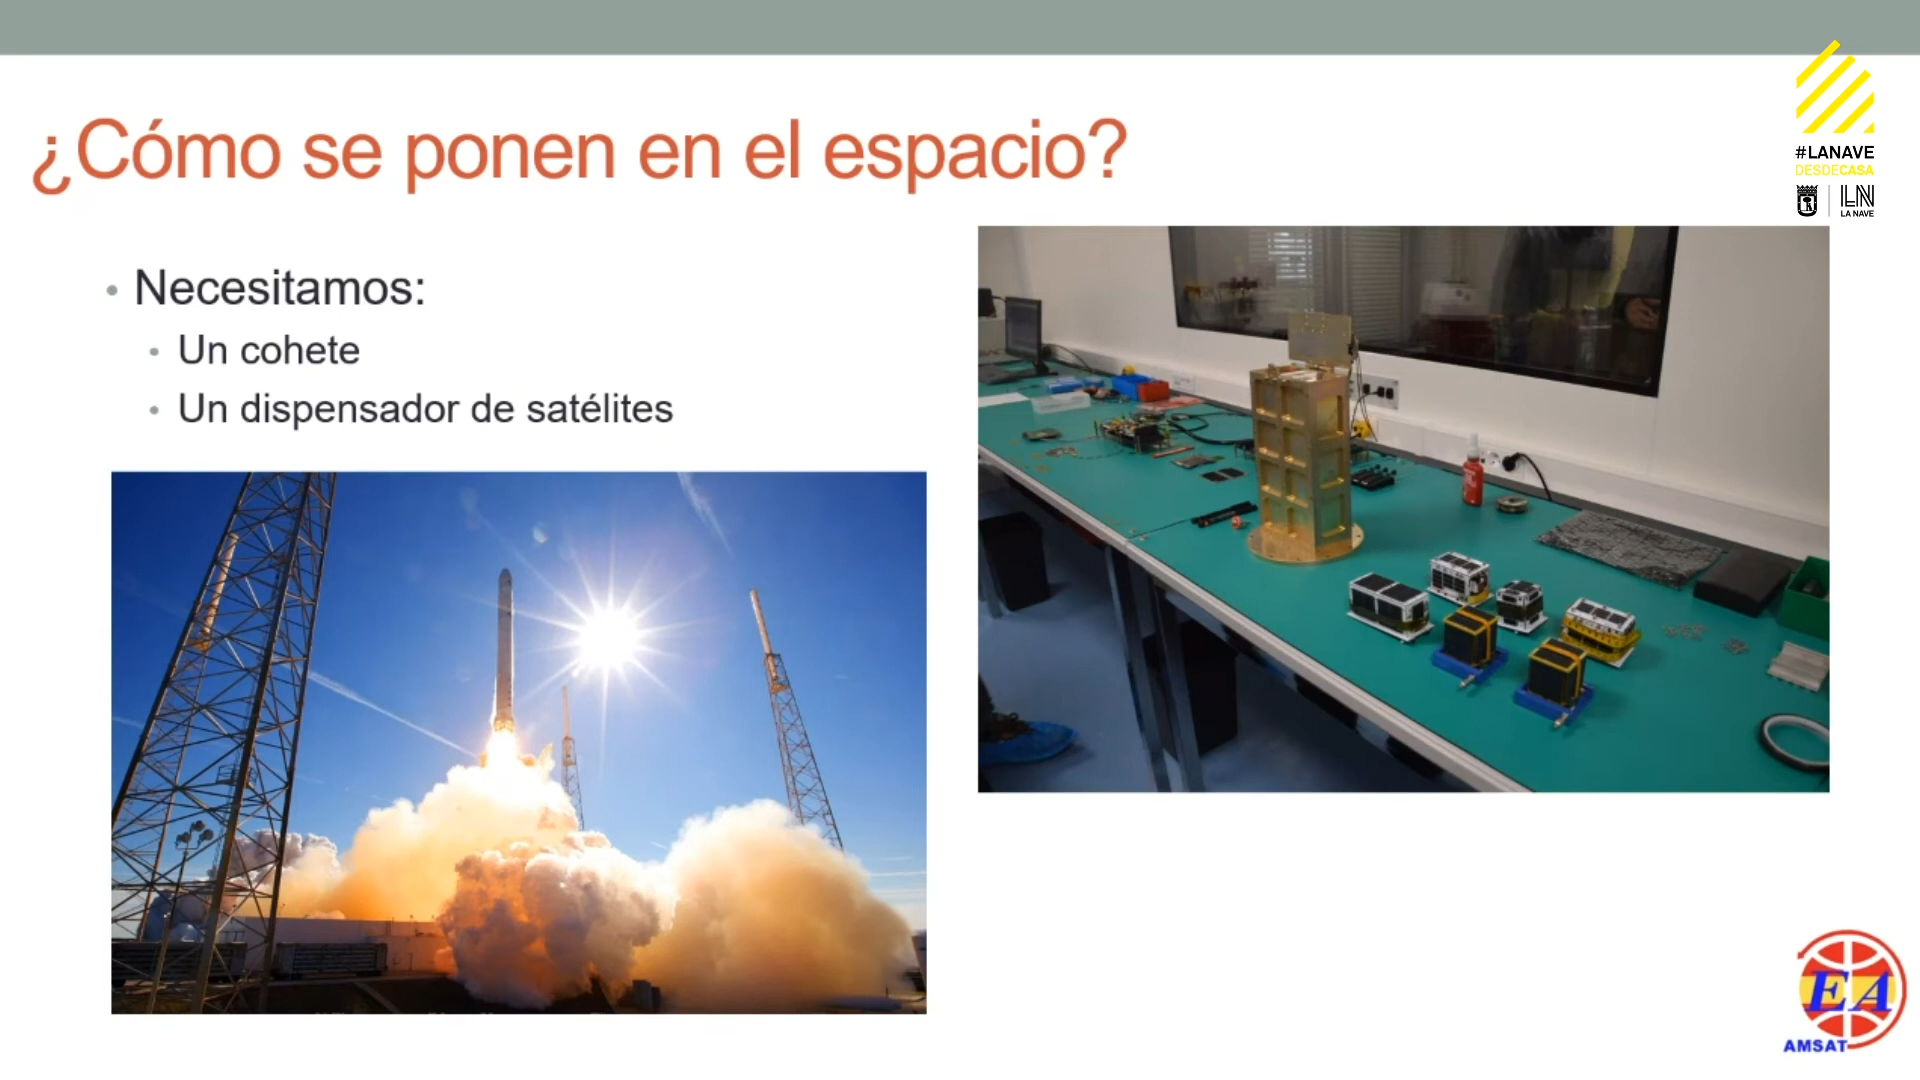 ¿Cómo se ponen en el espacio?
#LANAVE
DESDECASA
LN
LA NAVE
• Necesitamos:
• Un cohete
• Un dispensador de satélites
EA
AMSAT